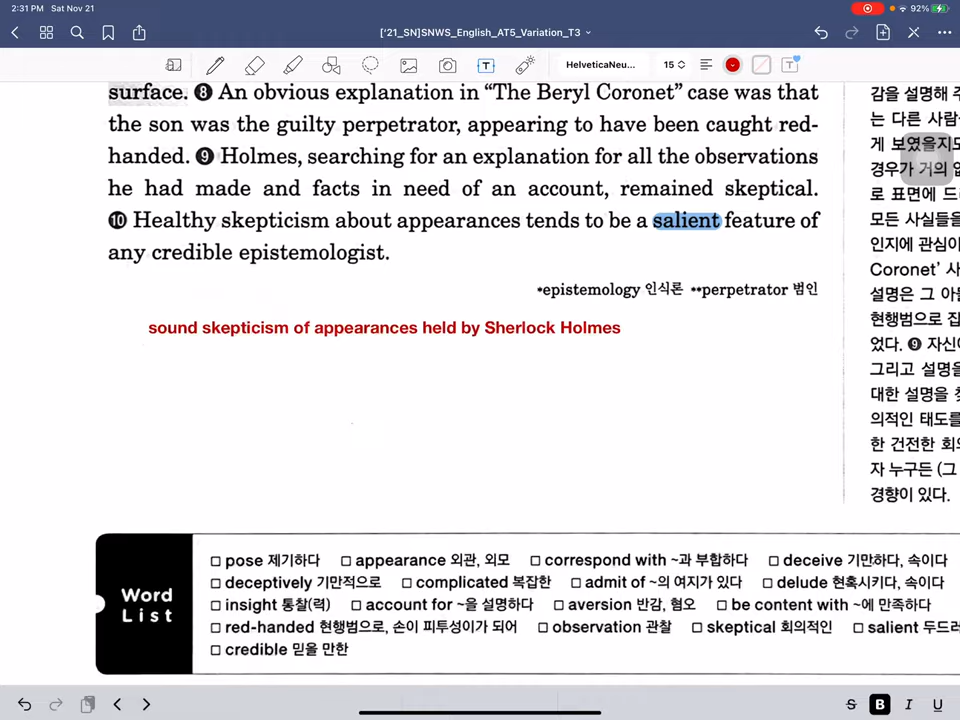 2:31 PM Sat Nov 21
92%
['21_SN]SNWS_English_AT5_Variation_T3
HelveticaNeu... 15
surface. ❽ An obvious explanation in “The Beryl Coronet” case was that
the son was the guilty perpetrator, appearing to have been caught red-
handed. ❾ Holmes, searching for an explanation for all the observations
he had made and facts in need of an account, remained skeptical.
❿ Healthy skepticism about appearances tends to be a salient feature of
any credible epistemologist.
*epistemology 인식론 **perpetrator 범인
sound skepticism of appearances held by Sherlock Holmes
감을 설명해 주
는 다른 사람
게 보였을지도
경우가 거의 없
로 표면에 드
모든 사실들을
인지에 관심이
Coronet’ 사
설명은 그 아들
현행범으로 잡
었다. ❾ 자신이
그리고 설명을
대한 설명을 찾
의적인 태도를
한 건전한 회의
자 누구든 (그
경향이 있다.
Word
List
□ pose 제기하다 □ appearance 외관, 외모 □ correspond with ~과 부합하다 □ deceive 기만하다, 속이다
□ deceptively 기만적으로 □ complicated 복잡한 □ admit of ~의 여지가 있다 □ delude 현혹시키다, 속이다
□ insight 통찰(력) □ account for ~을 설명하다 □ aversion 반감, 혐오 □ be content with ~에 만족하다
□ red-handed 현행범으로, 손이 피투성이가 되어 □ observation 관찰 □ skeptical 회의적인 □ salient 두드러
□ credible 믿을 만한
S B I U